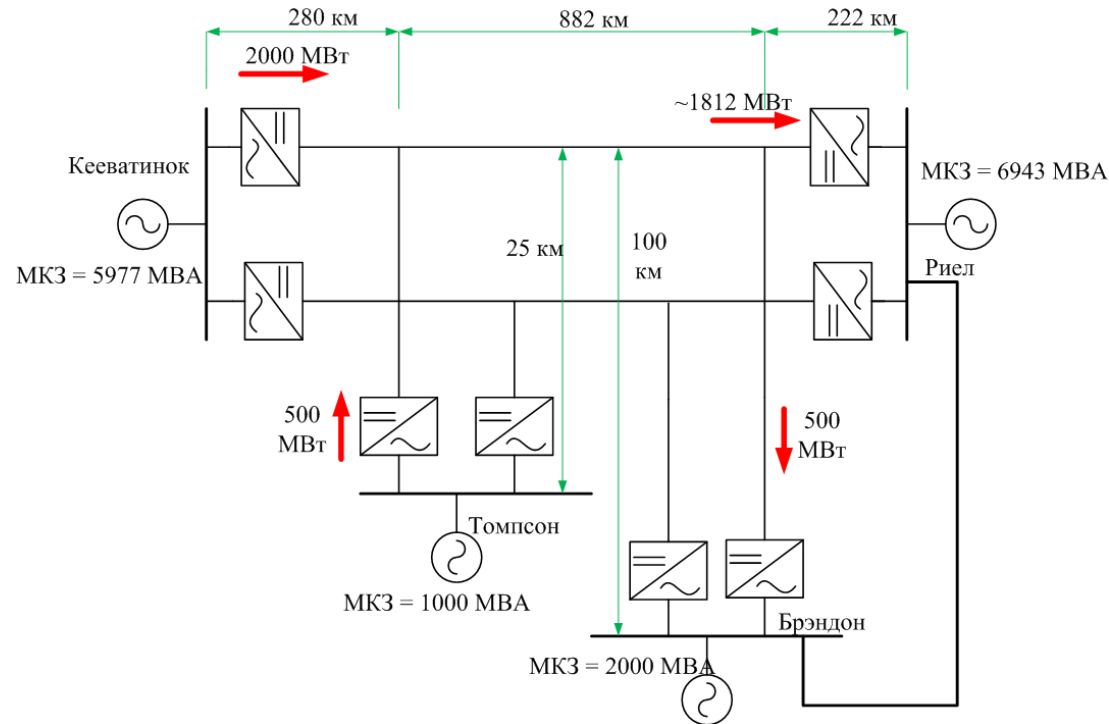 280 км
882 км
222 км
2000 МВт
~1812 МВт
Кееватинок
МКЗ = 6943 МВА
25 км
100
км
МКЗ = 5977 МВА
Риел
500
МВт
500
МВт
Томпсон
МКЗ = 1000 МВА
Брэндон
МКЗ = 2000 МВА